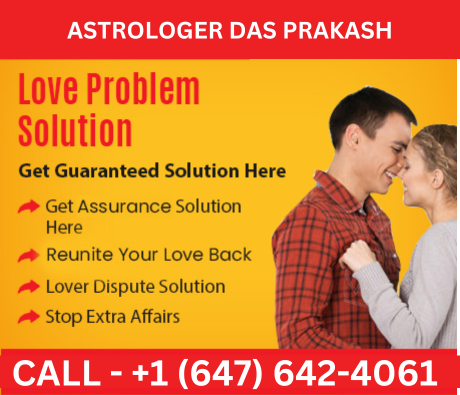 ASTROLOGER DAS PRAKASH
Love Problem
Solution
Get Guaranteed Solution Here
Get Assurance Solution
Here
Reunite Your Love Back
Lover Dispute Solution
Stop Extra Affairs
CALL - +1 (647) 642-4061